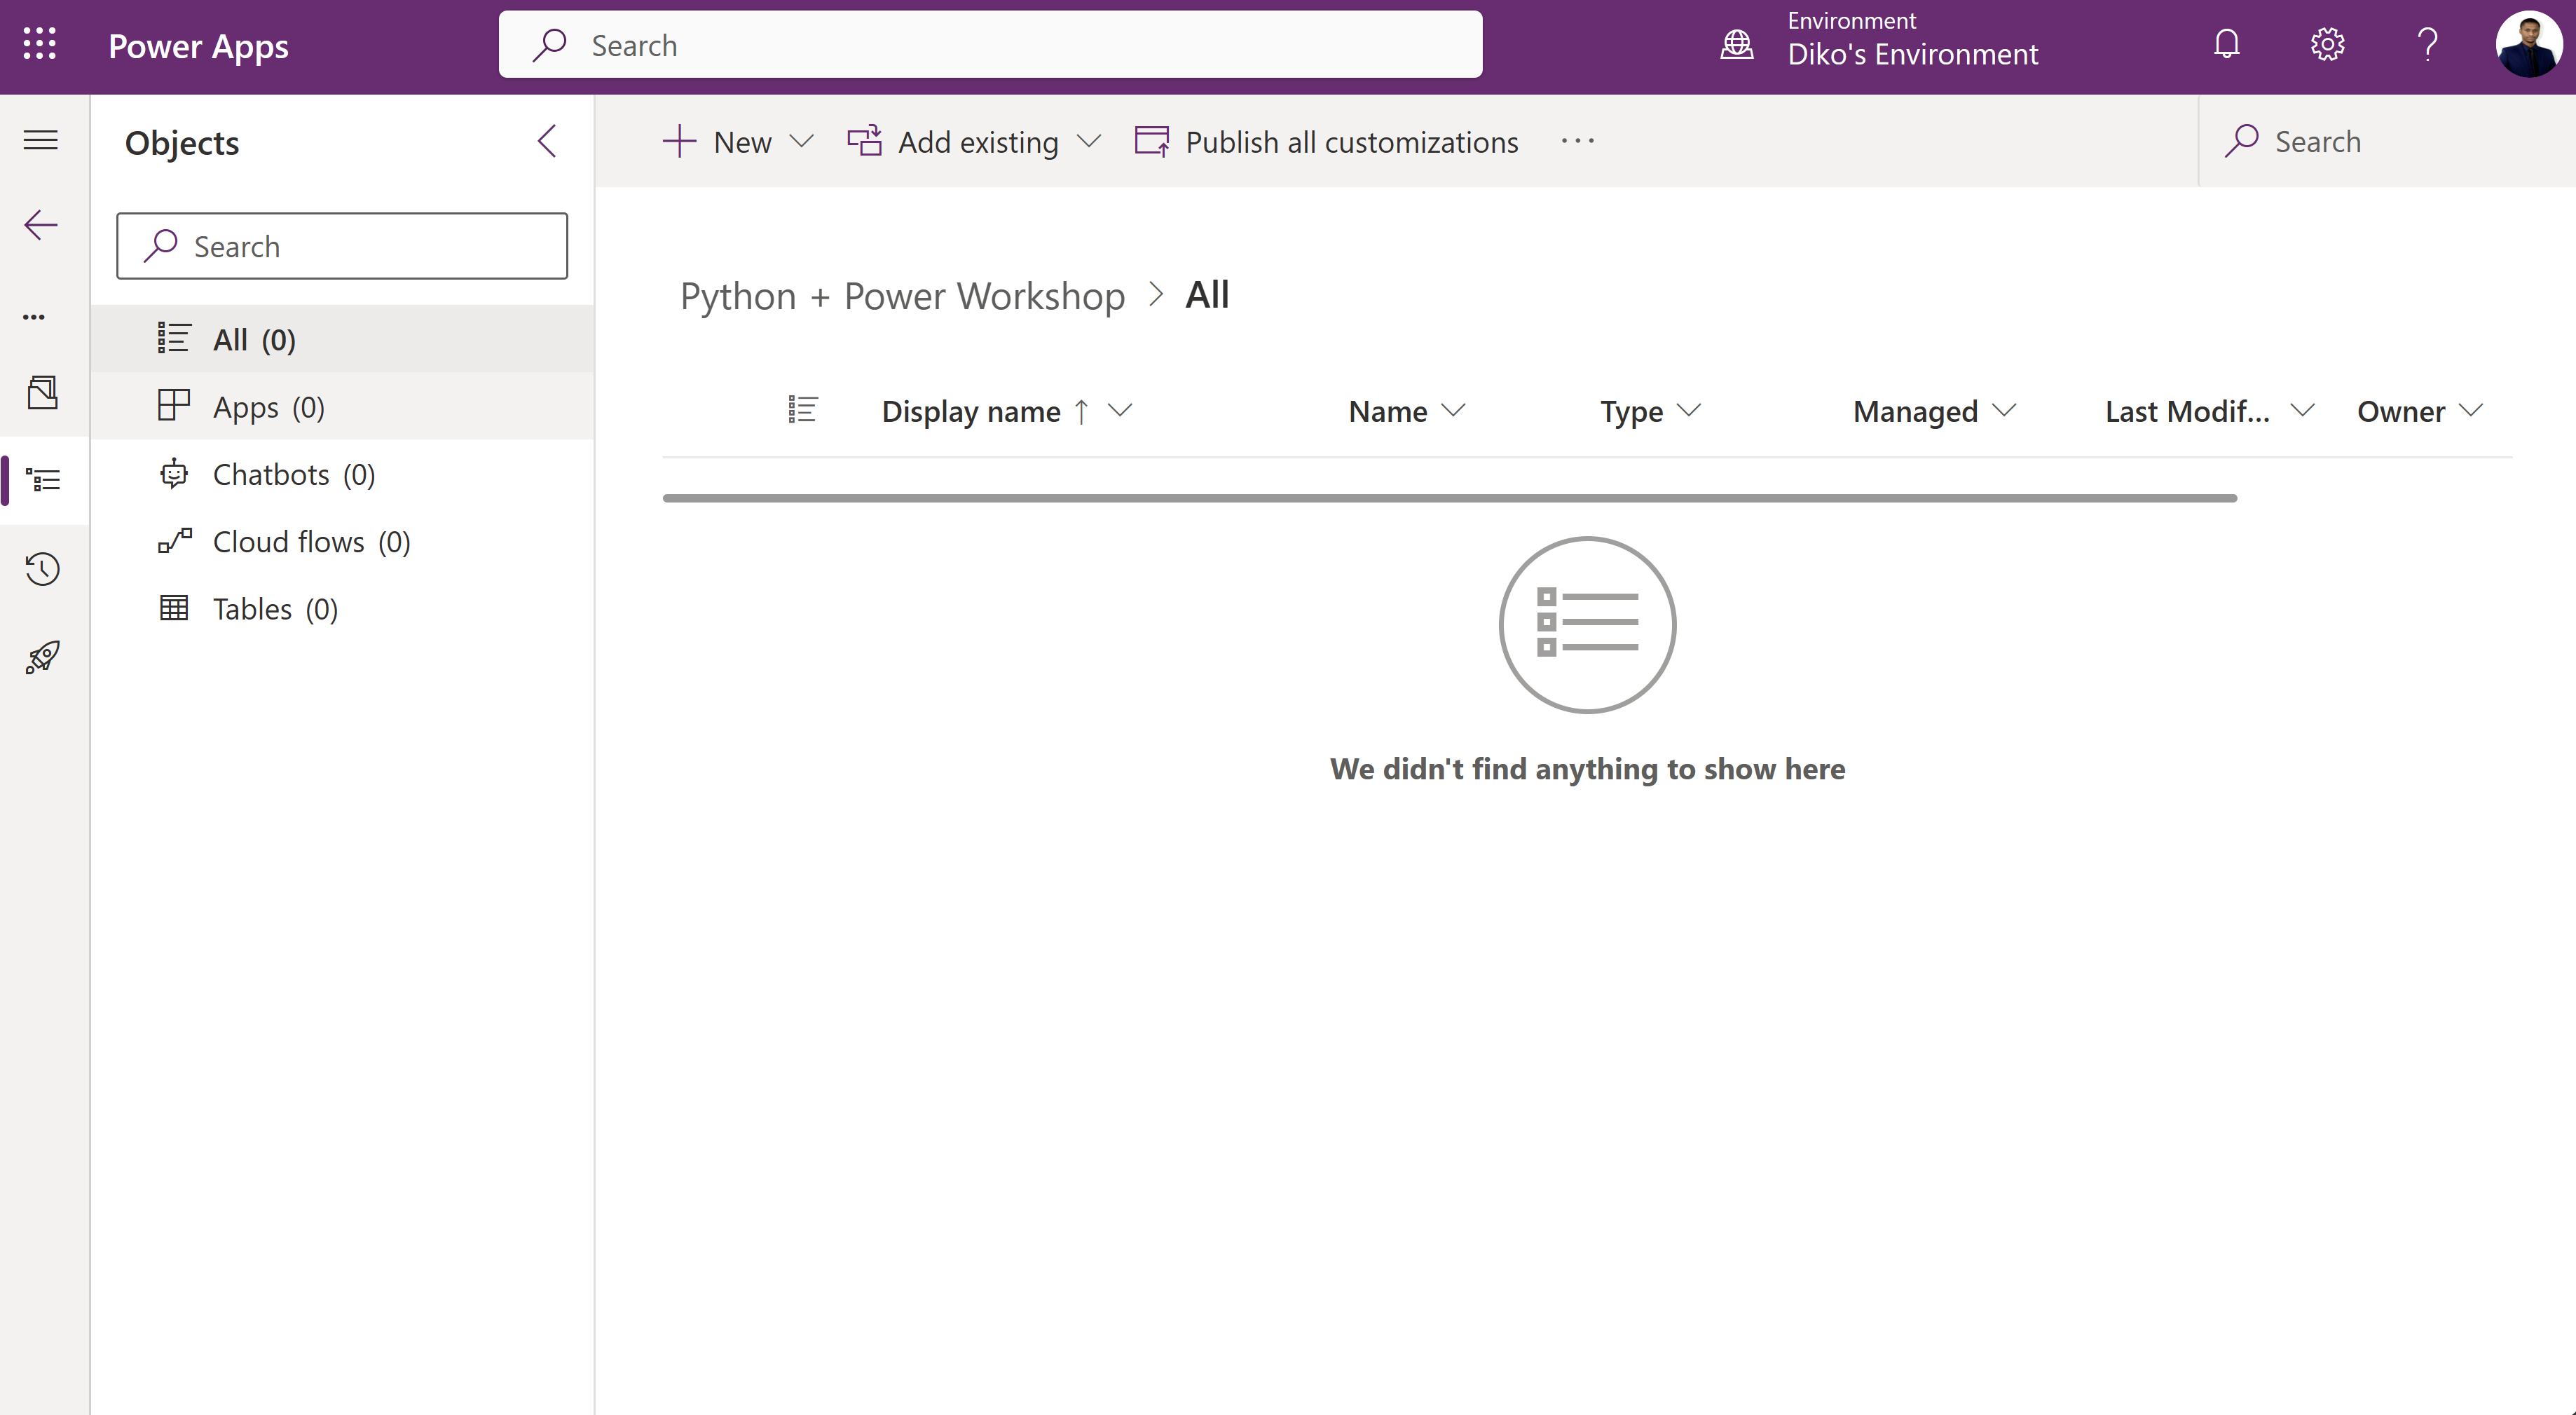 Power Apps
Search
Environment
Diko's Environment
Objects
New
Add existing
Publish all customizations
Search
Search
Python + Power Workshop > All
All (0)
Apps (0)
Chatbots (0)
Cloud flows (0)
Tables (0)
Display name ↑ Name Type Managed Last Modif... Owner
We didn't find anything to show here